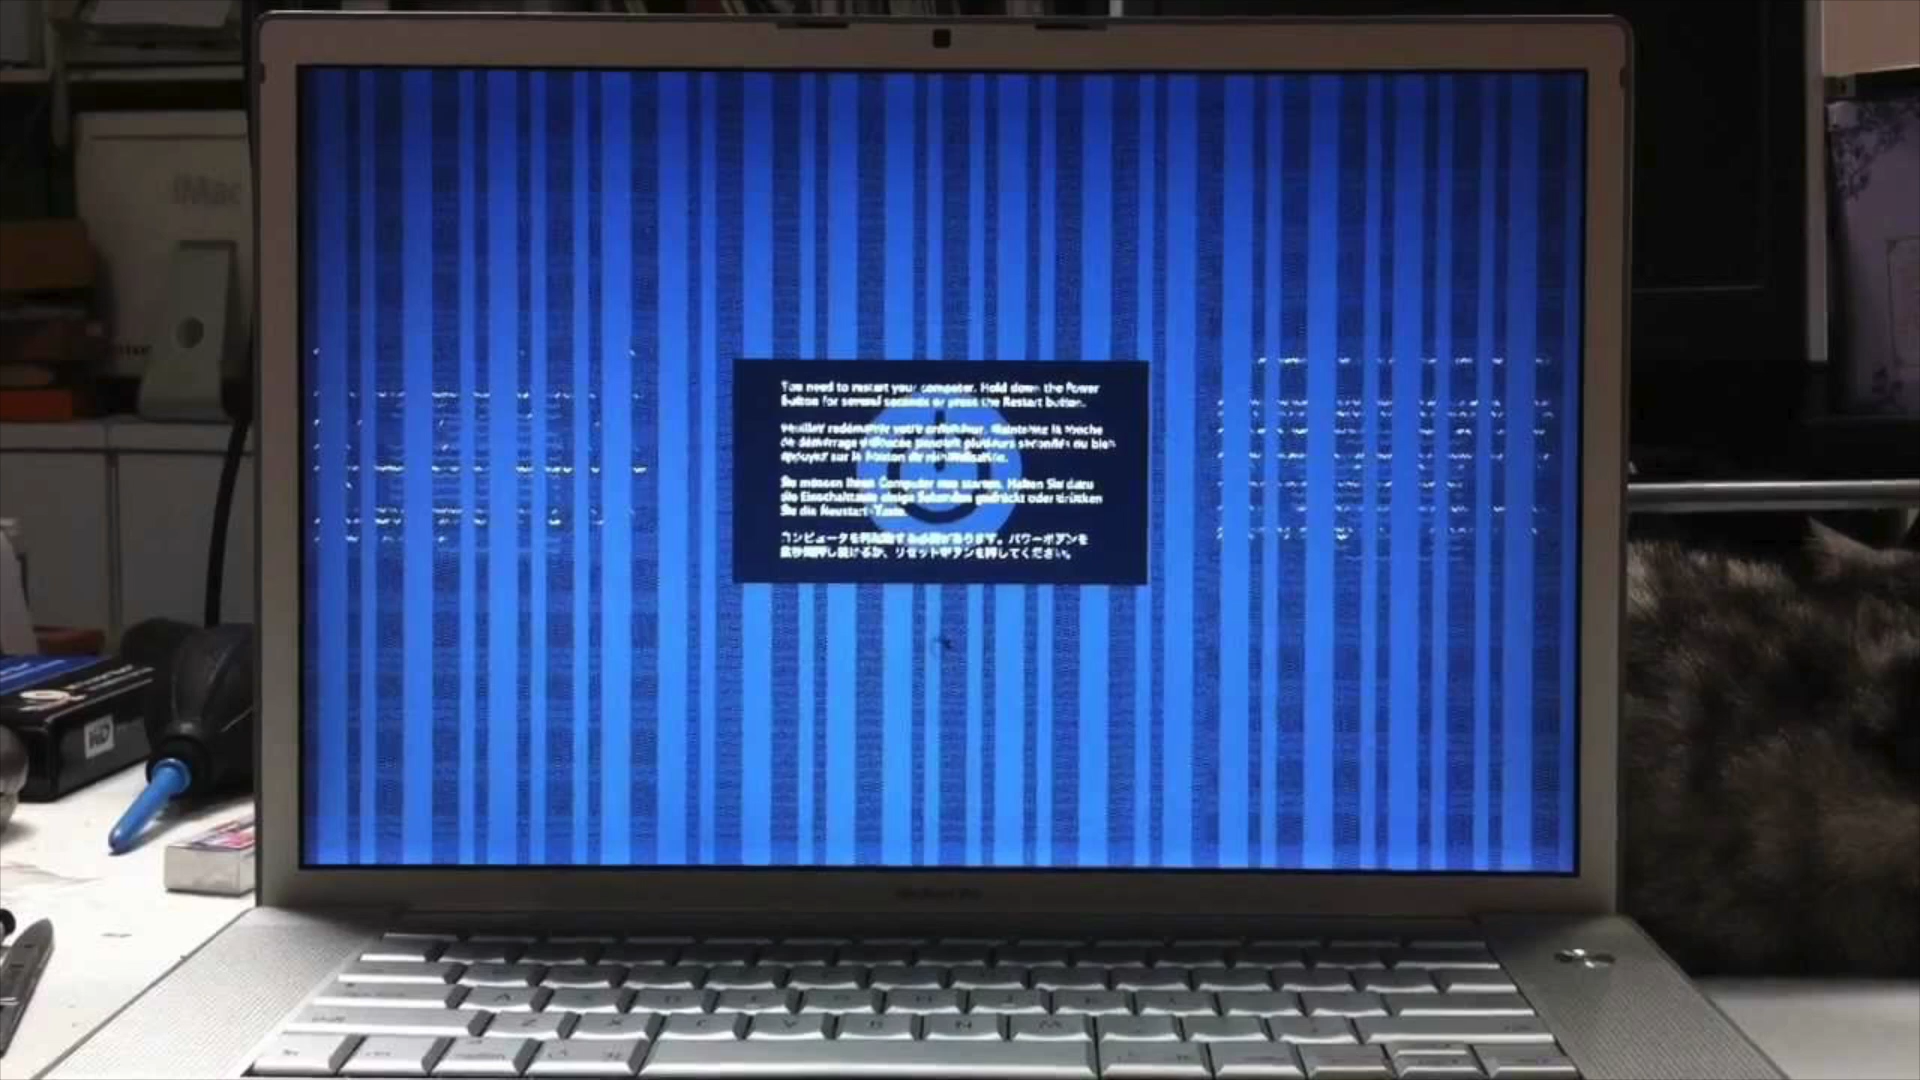 iMac
You need to restart your computer. Hold down the Power
Button for several seconds or press the Restart button.
Veuillez redémarrer votre ordinateur. Maintenez la touche
de démarrage enfoncée pendant plusieurs secondes ou bien
appuyez sur le bouton de réinitialisation.
Sie müssen Ihren Computer neu starten. Halten Sie dazu
die Einschalttaste einige Sekunden gedrückt oder drücken
Sie die Neustart-Taste.
コンピュータを再起動する必要があります。パワーボタンを
数秒間押し続けるか、リセットボタンを押してください。
WD